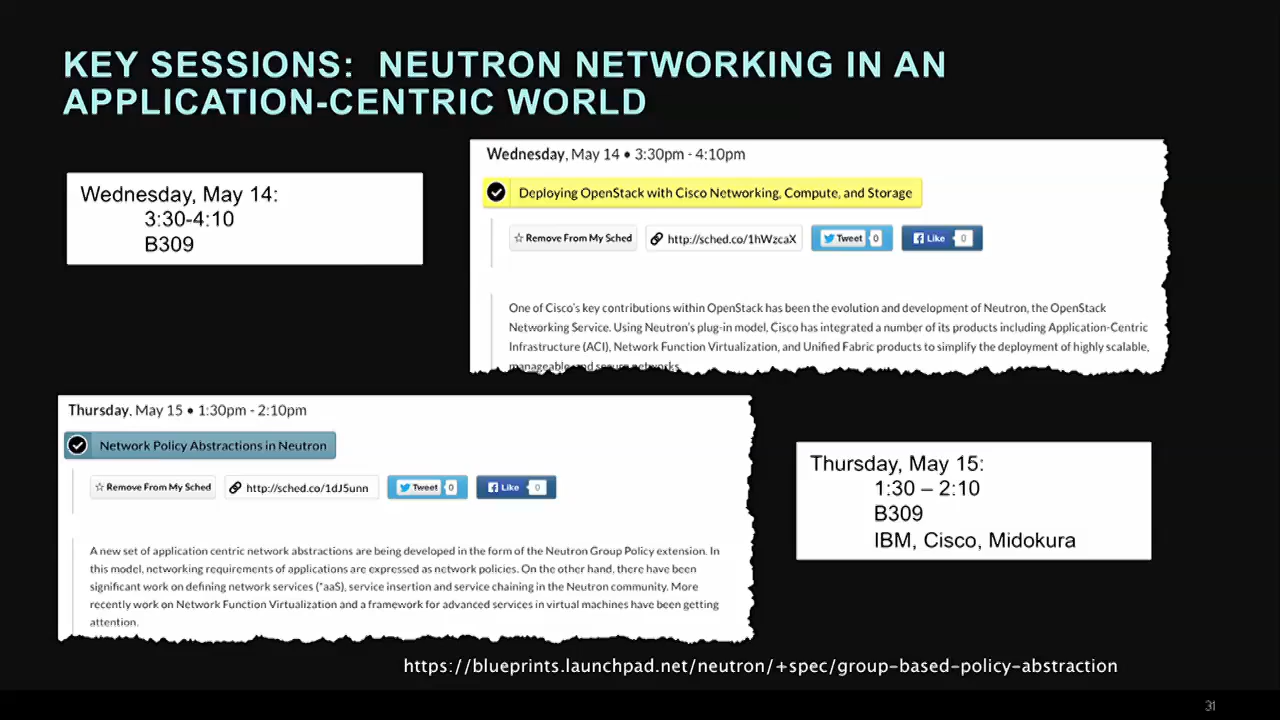 KEY SESSIONS:  NEUTRON NETWORKING IN AN
APPLICATION-CENTRIC WORLD
Wednesday, May 14:
3:30-4:10
B309
Wednesday, May 14 • 3:30pm - 4:10pm
Deploying OpenStack with Cisco Networking, Compute, and Storage
☆ Remove From My Sched http://sched.co/1hWzcaX Tweet 0 Like 0
One of Cisco's key contributions within OpenStack has been the evolution and development of Neutron, the OpenStack
Networking Service. Using Neutron's plug-in model, Cisco has integrated a number of its products including Application-Centric
Infrastructure (ACI), Network Function Virtualization, and Unified Fabric products to simplify the deployment of highly scalable,
manageable and secure networks.
Thursday, May 15 • 1:30pm - 2:10pm
Network Policy Abstractions in Neutron
☆ Remove From My Sched http://sched.co/1dJ5unn Tweet 0 Like 0
A new set of application centric network abstractions are being developed in the form of the Neutron Group Policy extension. In
this model, networking requirements of applications are expressed as network policies. On the other hand, there have been
significant work on defining network services (*aaS), service insertion and service chaining in the Neutron community. More
recently work on Network Function Virtualization and a framework for advanced services in virtual machines have been getting
attention.
Thursday, May 15:
1:30 – 2:10
B309
IBM, Cisco, Midokura
https://blueprints.launchpad.net/neutron/+spec/group-based-policy-abstraction
31